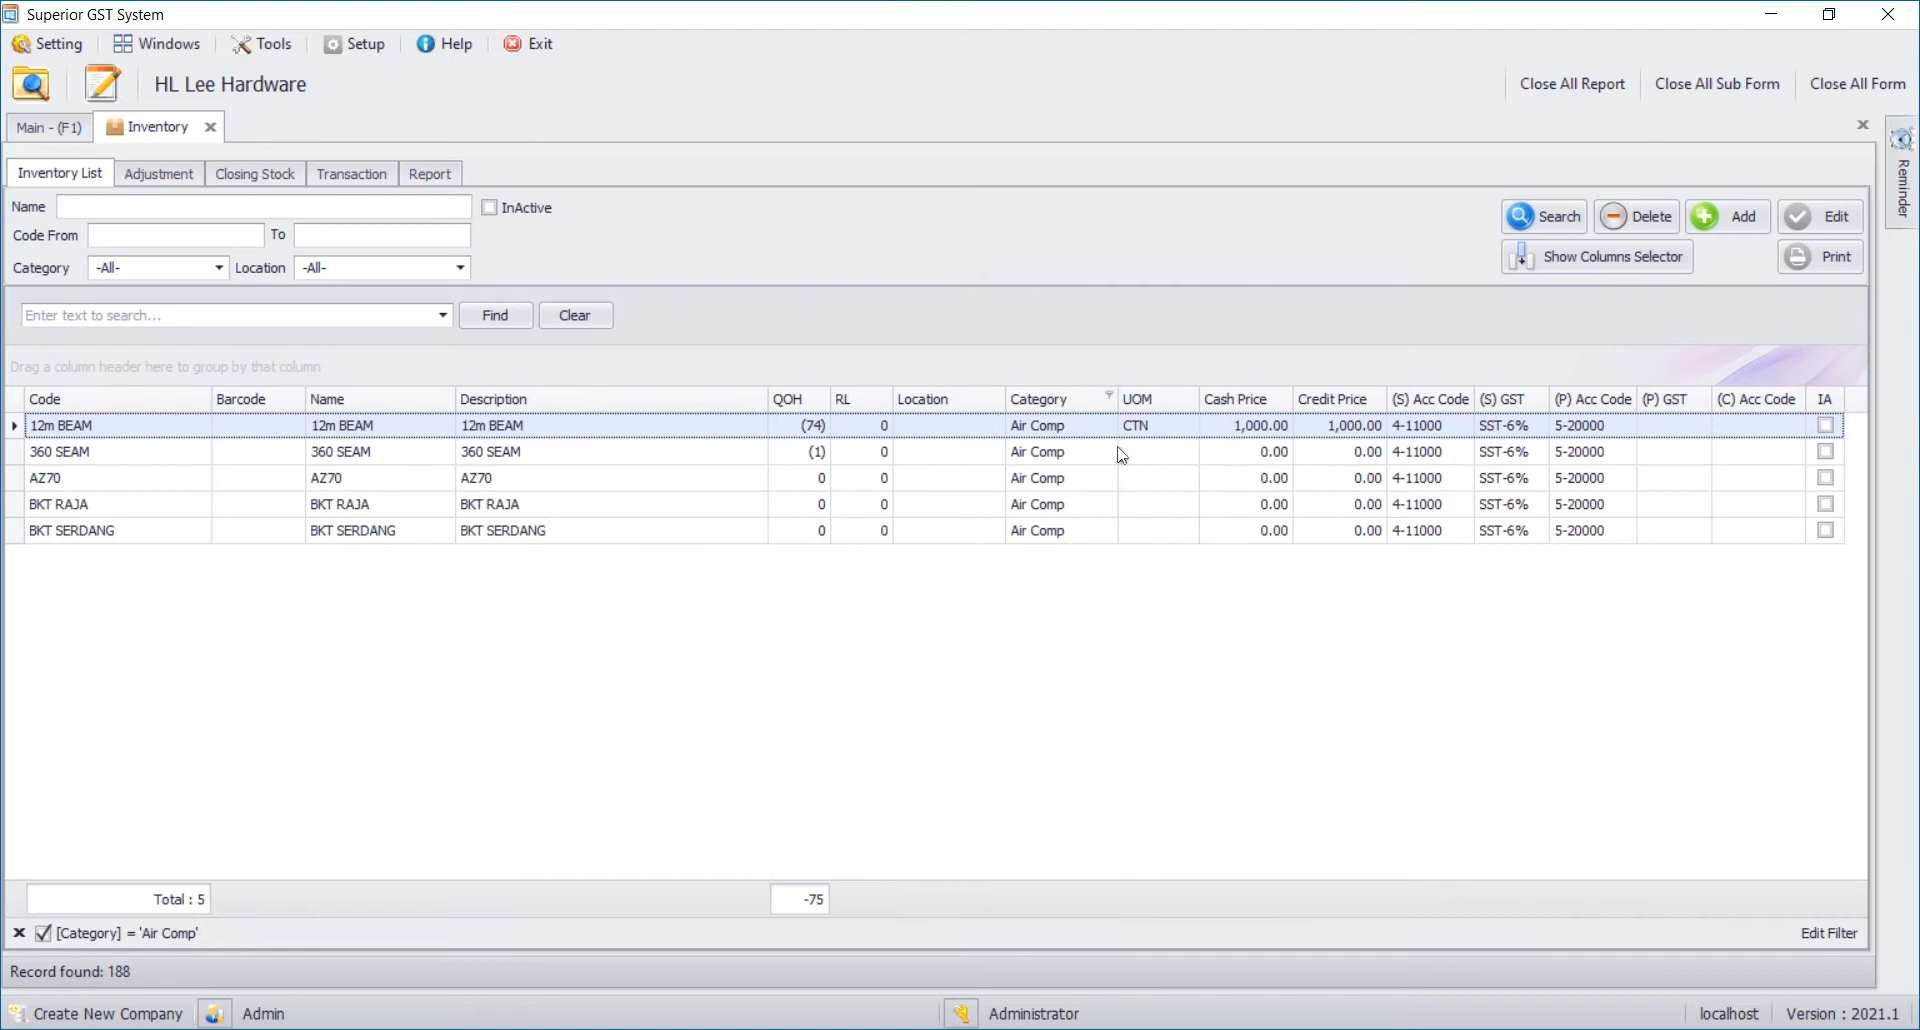 Superior GST System
Setting Windows Tools Setup Help Exit
HL Lee Hardware Close All Report Close All Sub Form Close All Form
Main - (F1) Inventory
Reminder
Inventory List Adjustment Closing Stock Transaction Report
Name InActive
Search Delete Add Edit
Code From To
Show Columns Selector Print
Category -All- Location -All-
Enter text to search... Find Clear
Drag a column header here to group by that column
Code Barcode Name Description QOH RL Location Category UOM Cash Price Credit Price (S) Acc Code (S) GST (P) Acc Code (P) GST (C) Acc Code IA
12m BEAM 12m BEAM 12m BEAM (74) 0 Air Comp CTN 1,000.00 1,000.00 4-11000 SST-6% 5-20000
360 SEAM 360 SEAM 360 SEAM (1) 0 Air Comp 0.00 0.00 4-11000 SST-6% 5-20000
AZ70 AZ70 AZ70 0 0 Air Comp 0.00 0.00 4-11000 SST-6% 5-20000
BKT RAJA BKT RAJA BKT RAJA 0 0 Air Comp 0.00 0.00 4-11000 SST-6% 5-20000
BKT SERDANG BKT SERDANG BKT SERDANG 0 0 Air Comp 0.00 0.00 4-11000 SST-6% 5-20000
Total : 5 -75
[Category] = 'Air Comp' Edit Filter
Record found: 188
Create New Company Admin Administrator localhost Version : 2021.1